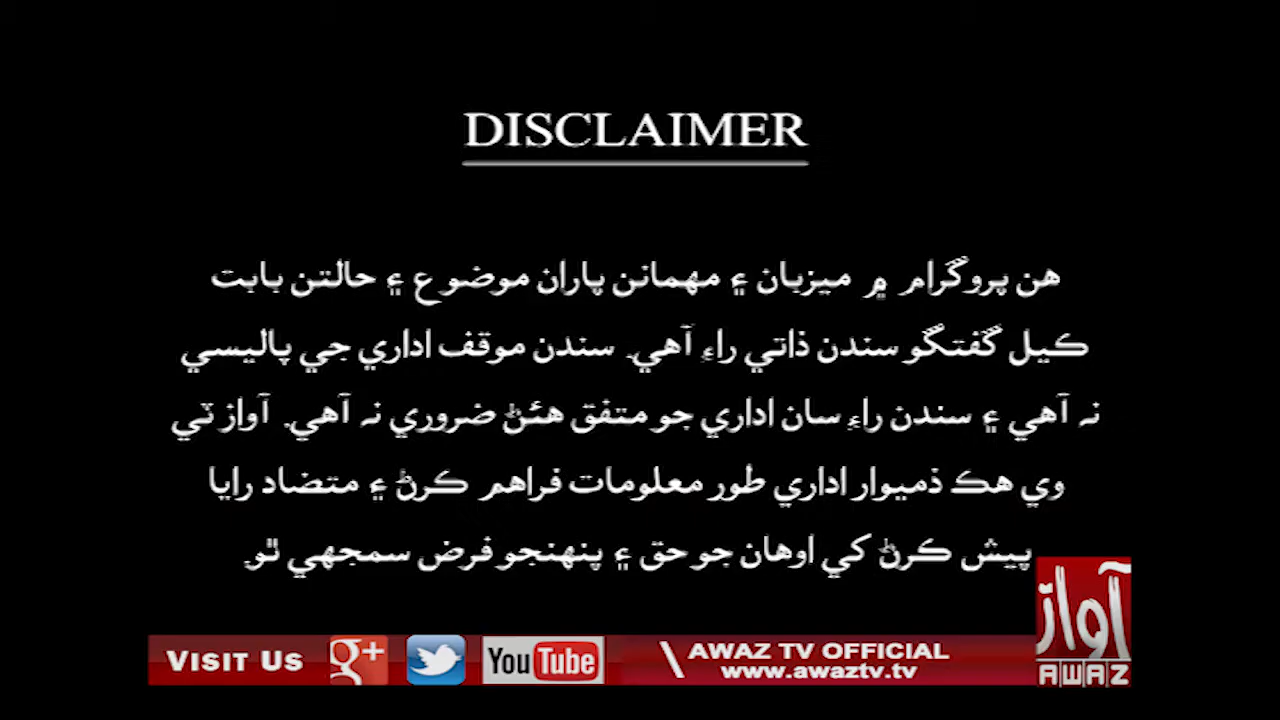 DISCLAIMER
هن پروگرام ۾ ميزبان ۽ مهمانن پاران موضوع ۽ حالتن بابت
ڪيل گفتگو سندن ذاتي راءِ آهي. سندن موقف اداري جي پاليسي
نہ آهي ۽ سندن راءِ سان اداري جو متفق هئڻ ضروري نہ آهي. آواز ٽي
وي هڪ ذميوار اداري طور معلومات فراهم ڪرڻ ۽ متضاد رايا
پيش ڪرڻ کي اوهان جو حق ۽ پنهنجو فرض سمجهي ٿو.
آواز
AWAZ
VISIT US g+ YouTube \ AWAZ TV OFFICIAL
www.awaztv.tv